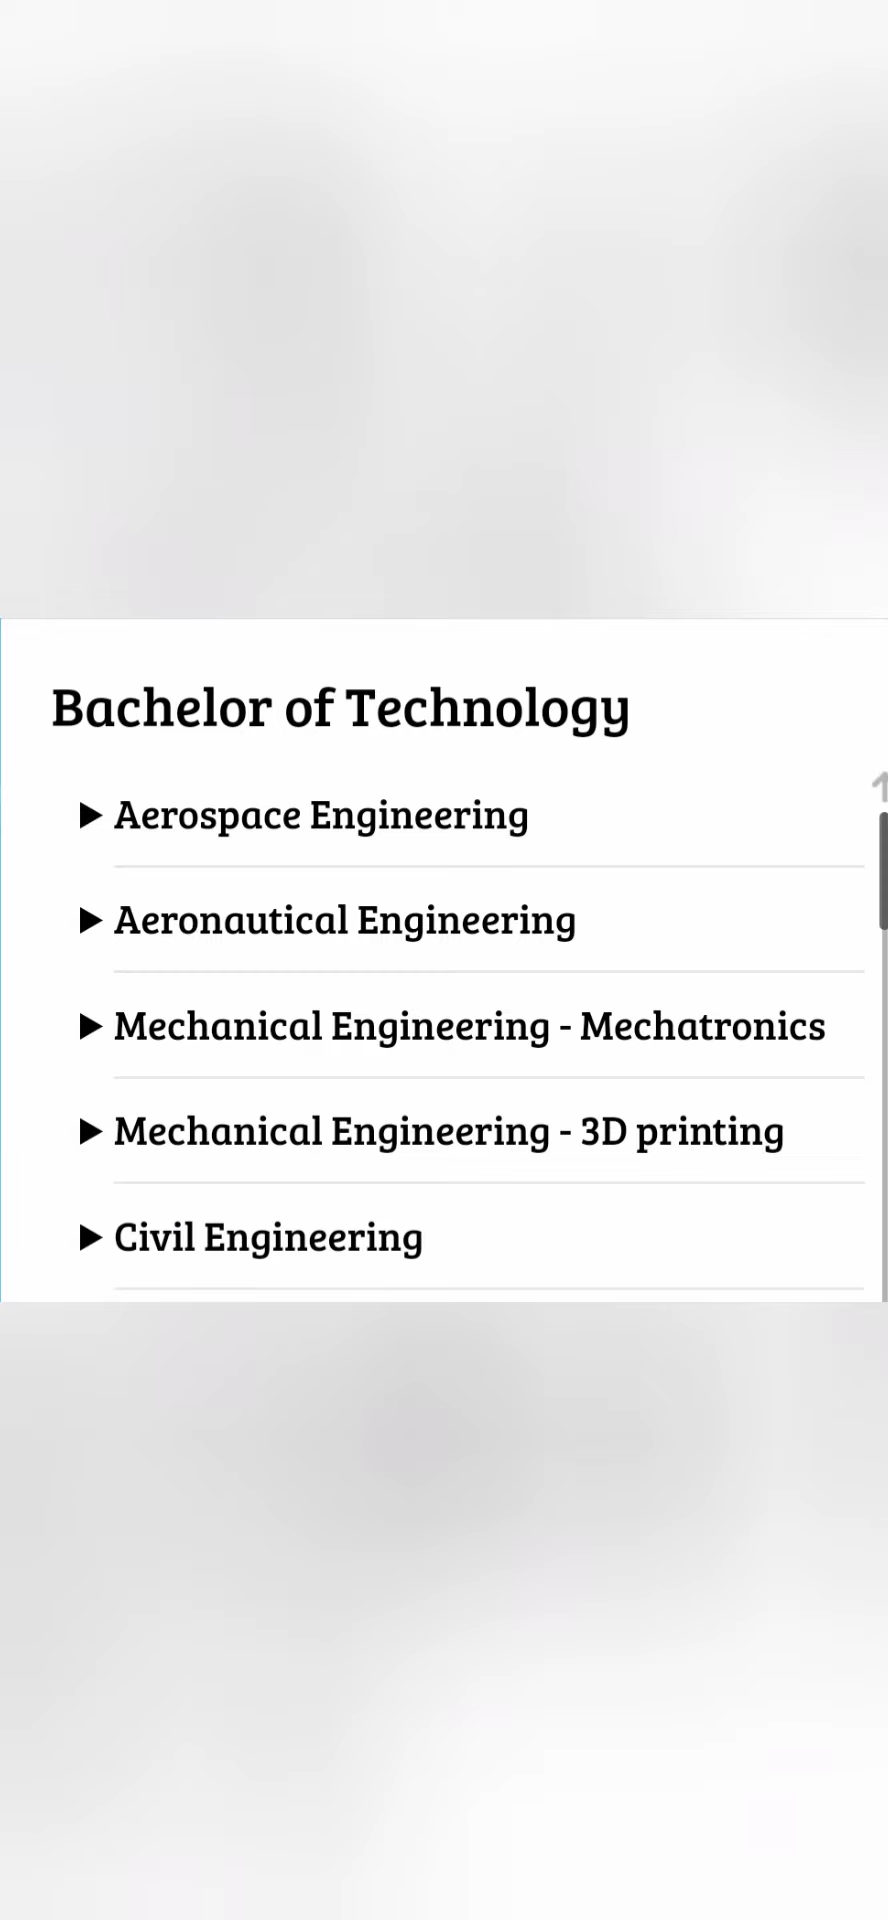 Bachelor of Technology
Aerospace Engineering
Aeronautical Engineering
Mechanical Engineering - Mechatronics
Mechanical Engineering - 3D printing
Civil Engineering